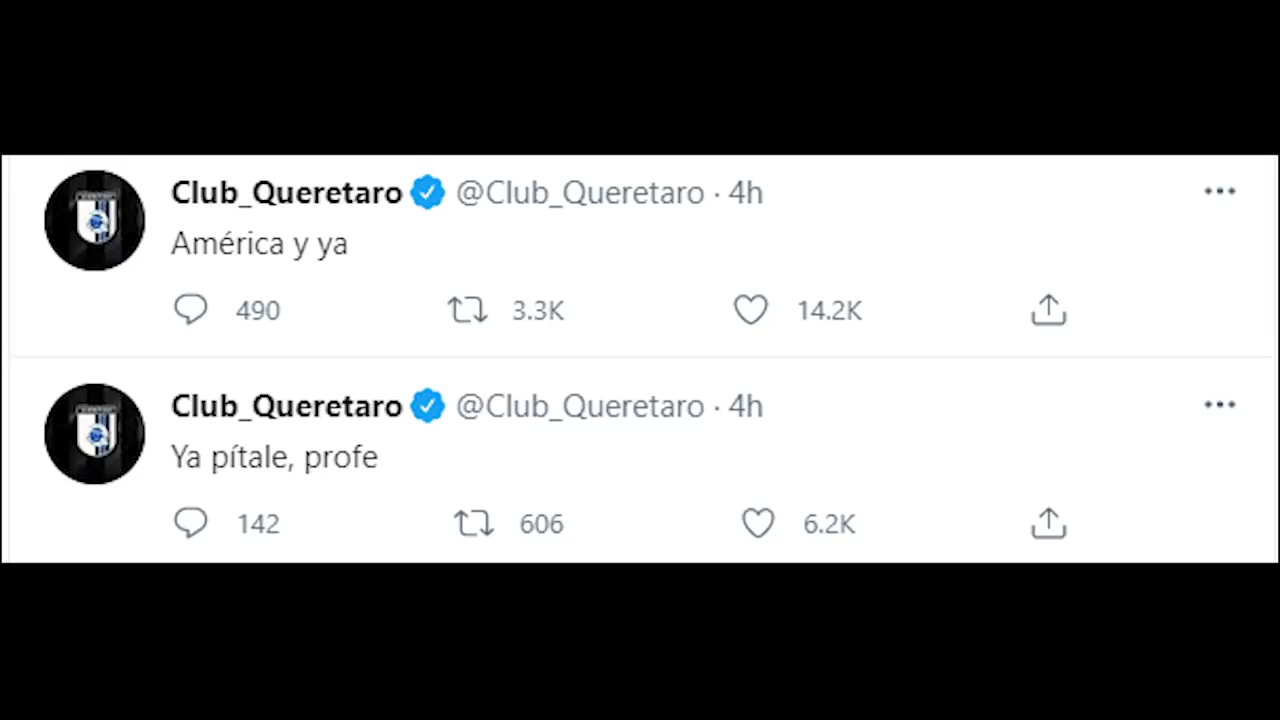 Club_Queretaro @Club_Queretaro · 4h
América y ya
490 3.3K 14.2K
Club_Queretaro @Club_Queretaro · 4h
Ya pítale, profe
142 606 6.2K